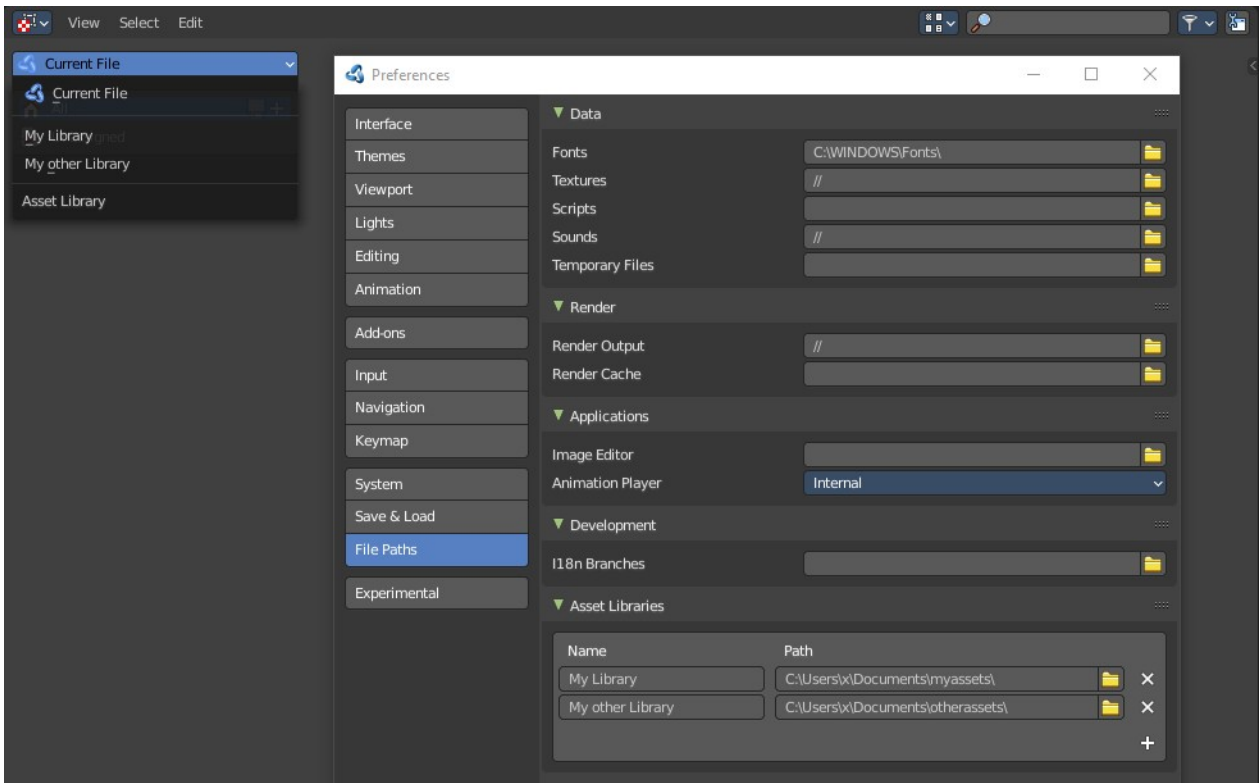 View Select Edit
Current File
Current File
My Library
My other Library
Asset Library
Preferences
Interface
Themes
Viewport
Lights
Editing
Animation
Add-ons
Input
Navigation
Keymap
System
Save & Load
File Paths
Experimental
Data
Fonts C:\WINDOWS\Fonts\
Textures //
Scripts
Sounds //
Temporary Files
Render
Render Output //
Render Cache
Applications
Image Editor
Animation Player Internal
Development
I18n Branches
Asset Libraries
Name Path
My Library C:\Users\x\Documents\myassets\
My other Library C:\Users\x\Documents\otherassets\